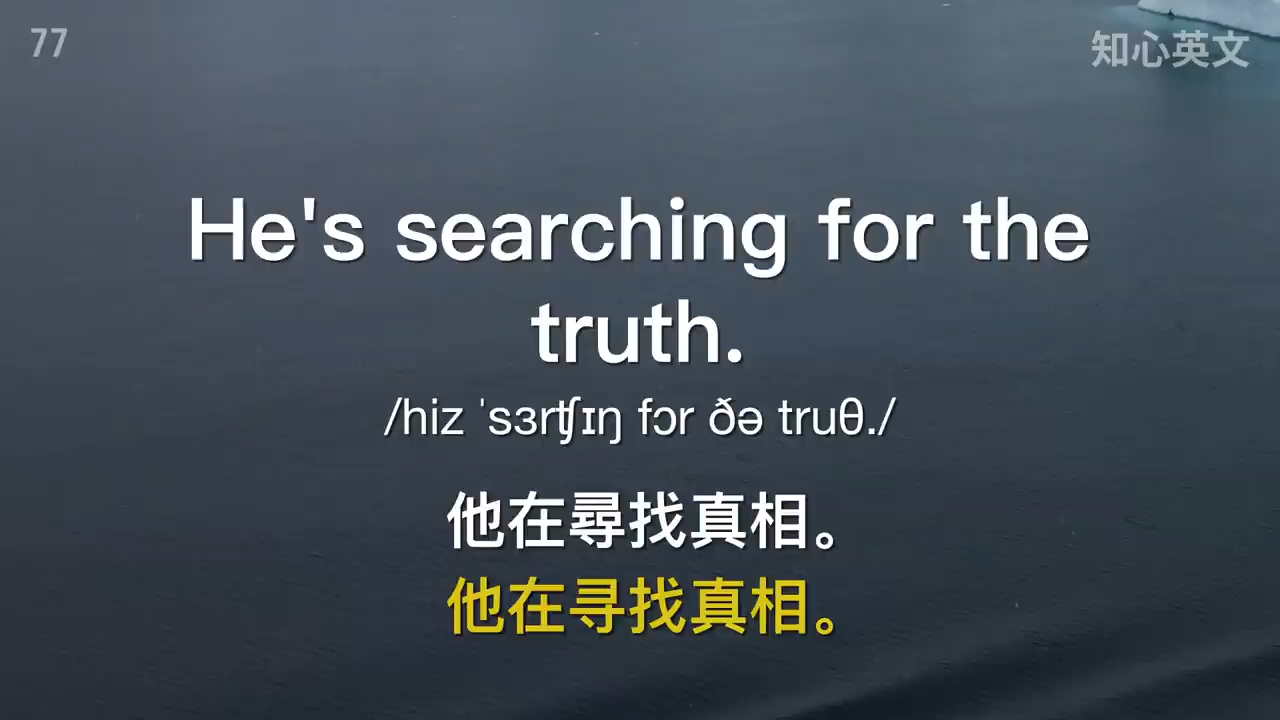 77
知心英文
He's searching for the
truth.
/hiz ˈsɜrʧɪŋ fɔr ðə truθ./
他在尋找真相。
他在寻找真相。